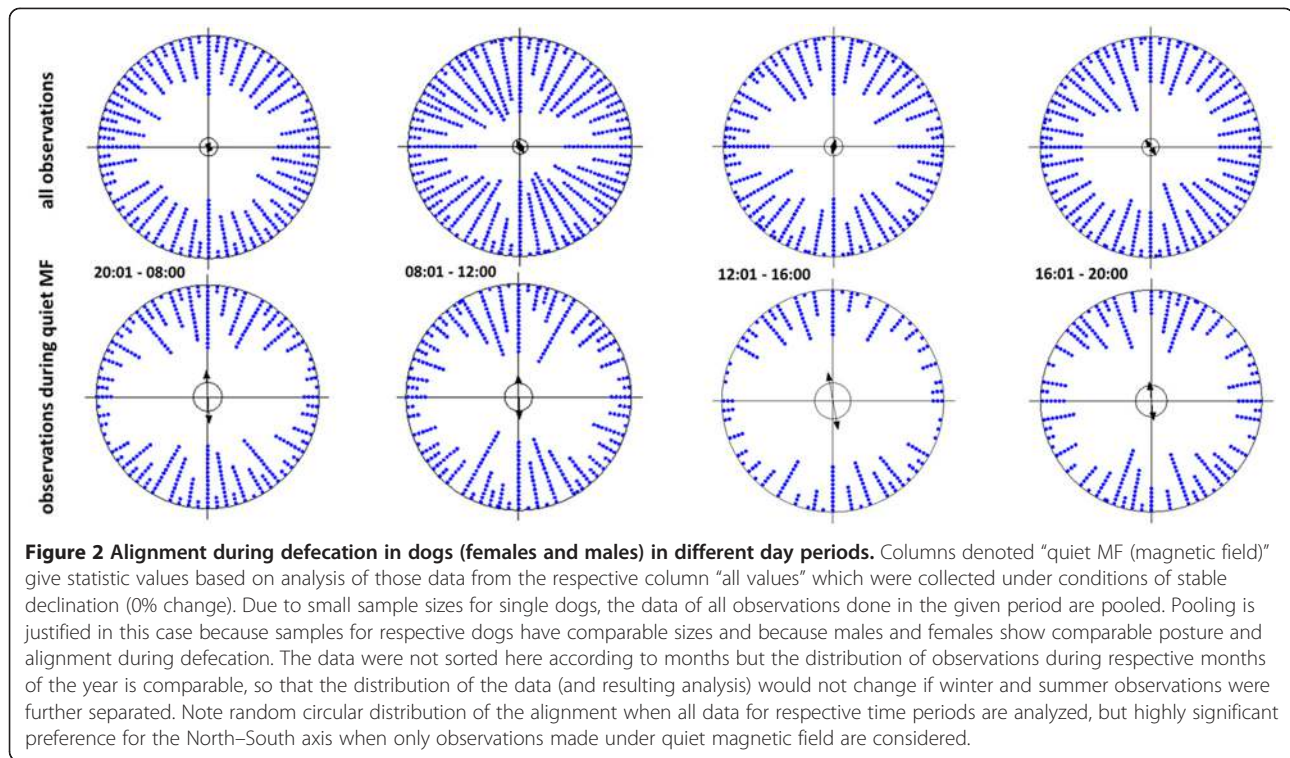 all observations
20:01 - 08:00
08:01 - 12:00
12:01 - 16:00
16:01 - 20:00
observations during quiet MF
Figure 2 Alignment during defecation in dogs (females and males) in different day periods. Columns denoted “quiet MF (magnetic field)”
give statistic values based on analysis of those data from the respective column “all values” which were collected under conditions of stable
declination (0% change). Due to small sample sizes for single dogs, the data of all observations done in the given period are pooled. Pooling is
justified in this case because samples for respective dogs have comparable sizes and because males and females show comparable posture and
alignment during defecation. The data were not sorted here according to months but the distribution of observations during respective months
of the year is comparable, so that the distribution of the data (and resulting analysis) would not change if winter and summer observations were
further separated. Note random circular distribution of the alignment when all data for respective time periods are analyzed, but highly significant
preference for the North–South axis when only observations made under quiet magnetic field are considered.